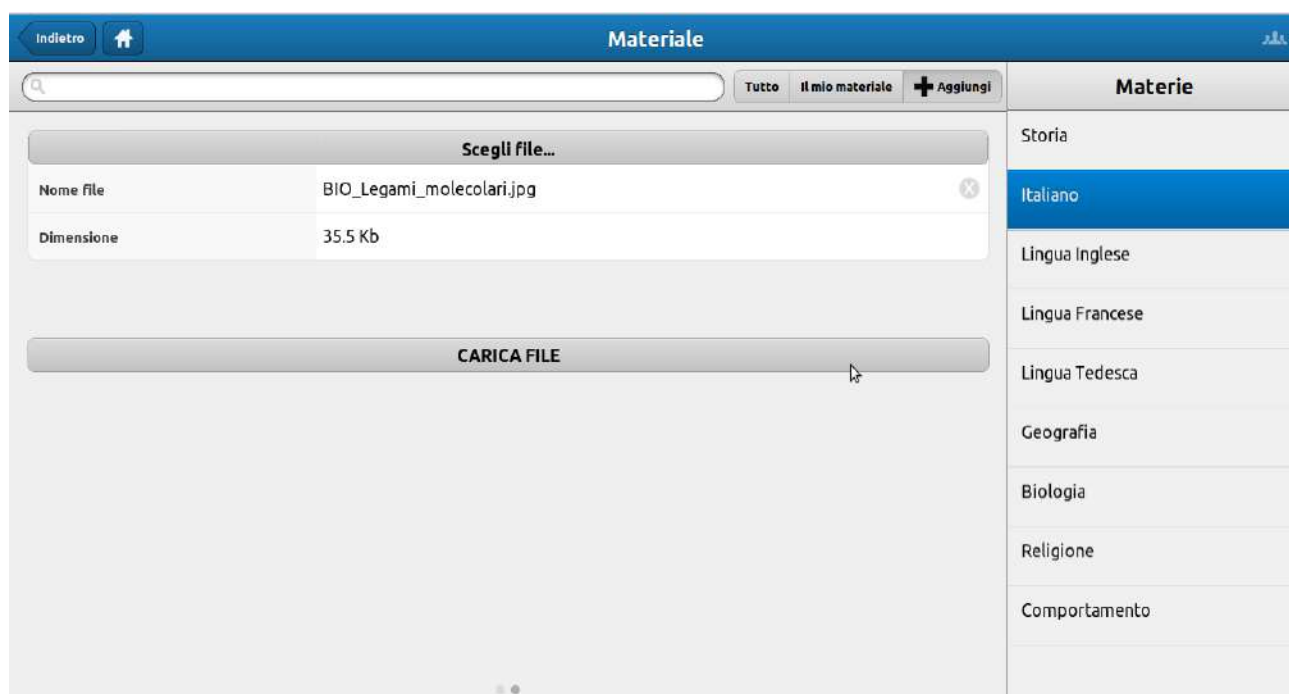 Indietro
Materiale
Tutto
Il mio materiale
Aggiungi
Materie
Scegli file...
Nome file
BIO_Legami_molecolari.jpg
Dimensione
35.5 Kb
CARICA FILE
Storia
Italiano
Lingua Inglese
Lingua Francese
Lingua Tedesca
Geografia
Biologia
Religione
Comportamento